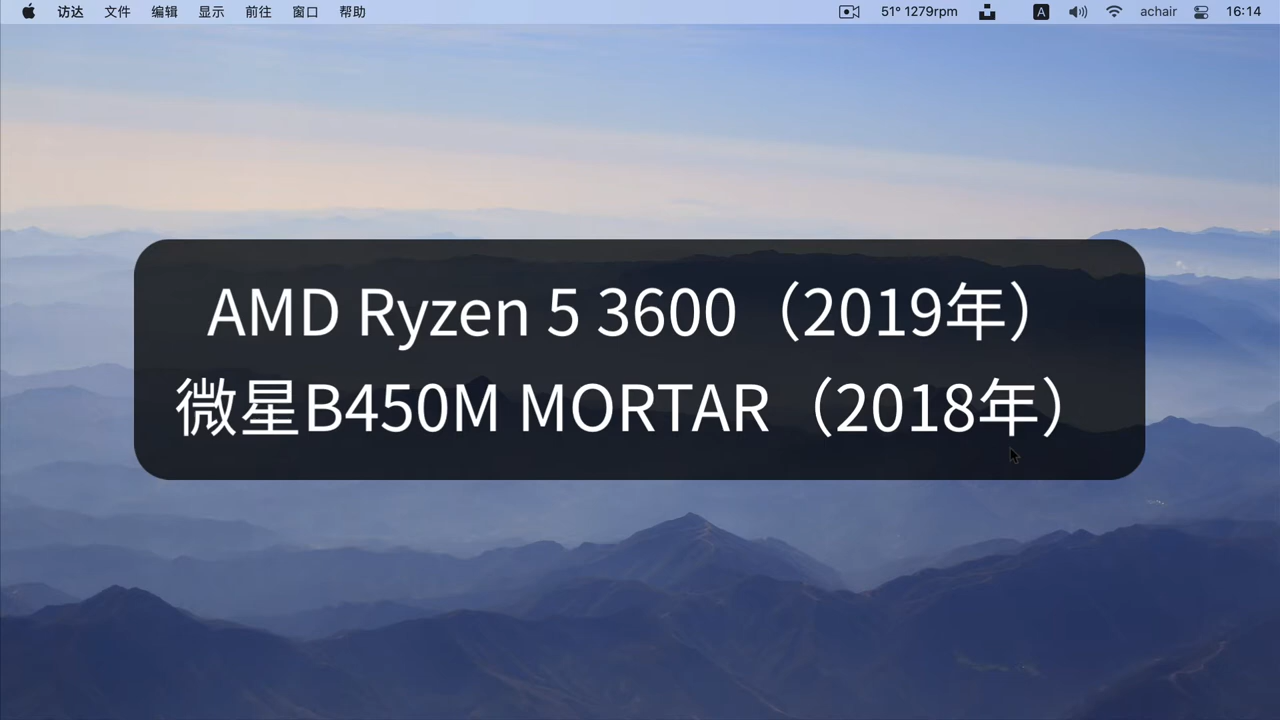 访达 文件 编辑 显示 前往 窗口 帮助 51° 1279rpm A achair 16:14
AMD Ryzen 5 3600（2019年）
微星B450M MORTAR（2018年）